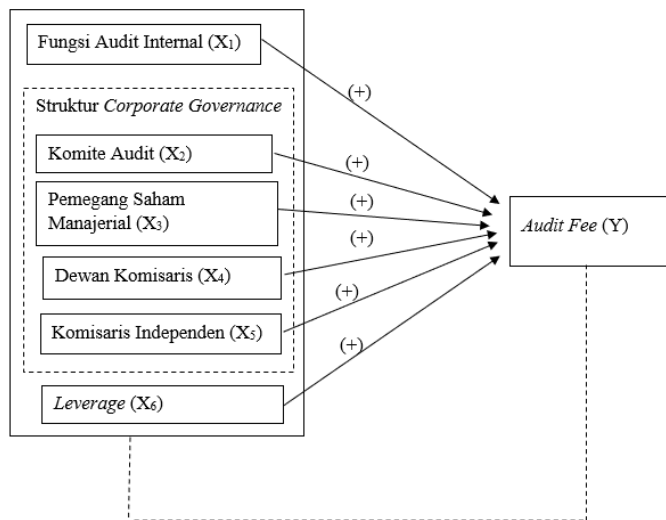 Fungsi Audit Internal (X₁)
(+)
Struktur Corporate Governance
Komite Audit (X₂)
(+)
Pemegang Saham
Manajerial (X₃)
(+)
Audit Fee (Y)
(+)
Dewan Komisaris (X₄)
(+)
Komisaris Independen (X₅)
(+)
Leverage (X₆)